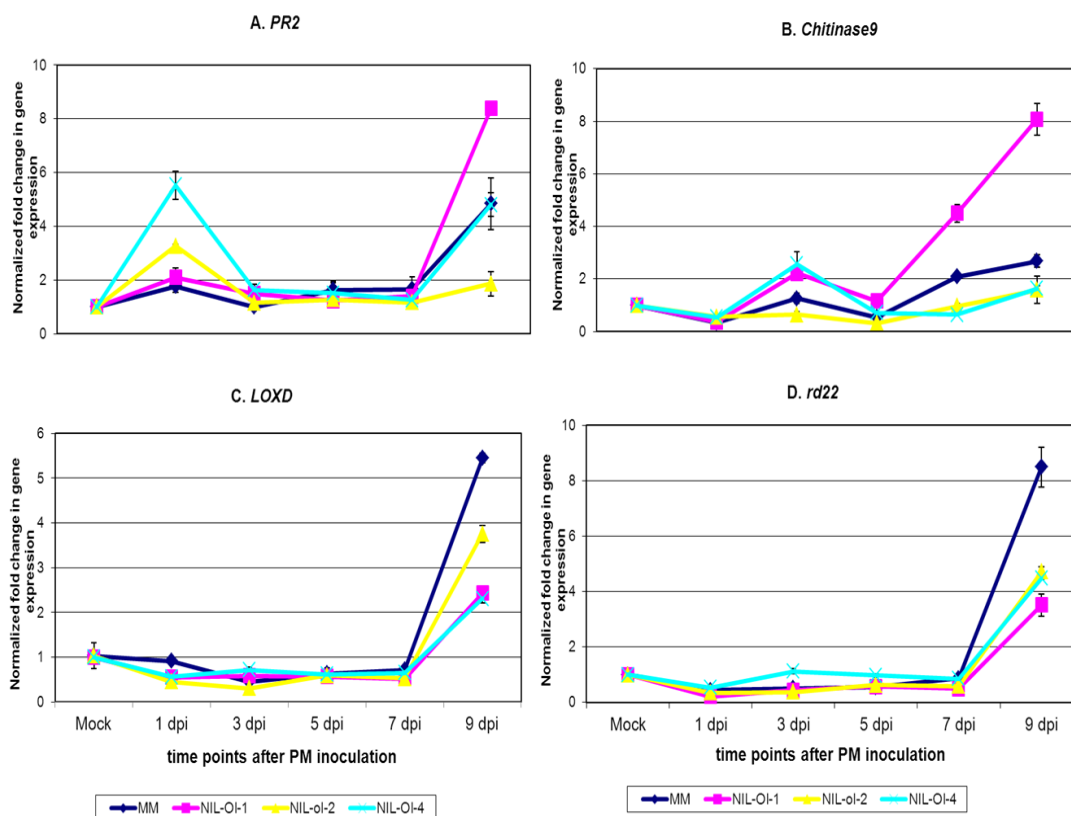 A. PR2
Normalized fold change in gene
expression
10
8
6
4
2
0
B. Chitinase9
Normalized fold change in gene
expression
10
8
6
4
2
0
C. LOXD
Normalized fold change in gene
expression
6
5
4
3
2
1
0
Mock 1 dpi 3 dpi 5 dpi 7 dpi 9 dpi
time points after PM inoculation
MM NIL-Ol-1 NIL-ol-2 NIL-Ol-4
D. rd22
Normalized fold change in gene
expression
10
8
6
4
2
0
Mock 1 dpi 3 dpi 5 dpi 7 dpi 9 dpi
time points after PM inoculation
MM NIL-Ol-1 NIL-ol-2 NIL-Ol-4